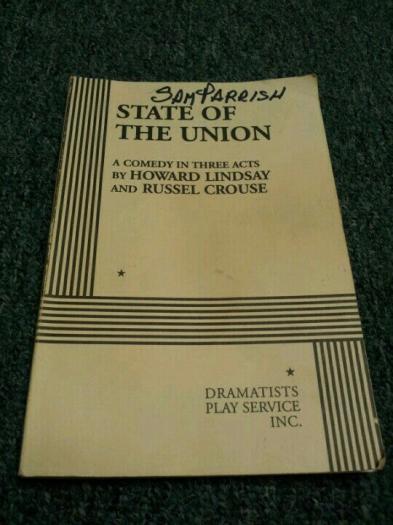 SAM PARRISH
STATE OF
THE UNION
A COMEDY IN THREE ACTS
BY HOWARD LINDSAY
AND RUSSEL CROUSE
DRAMATISTS
PLAY SERVICE
INC.